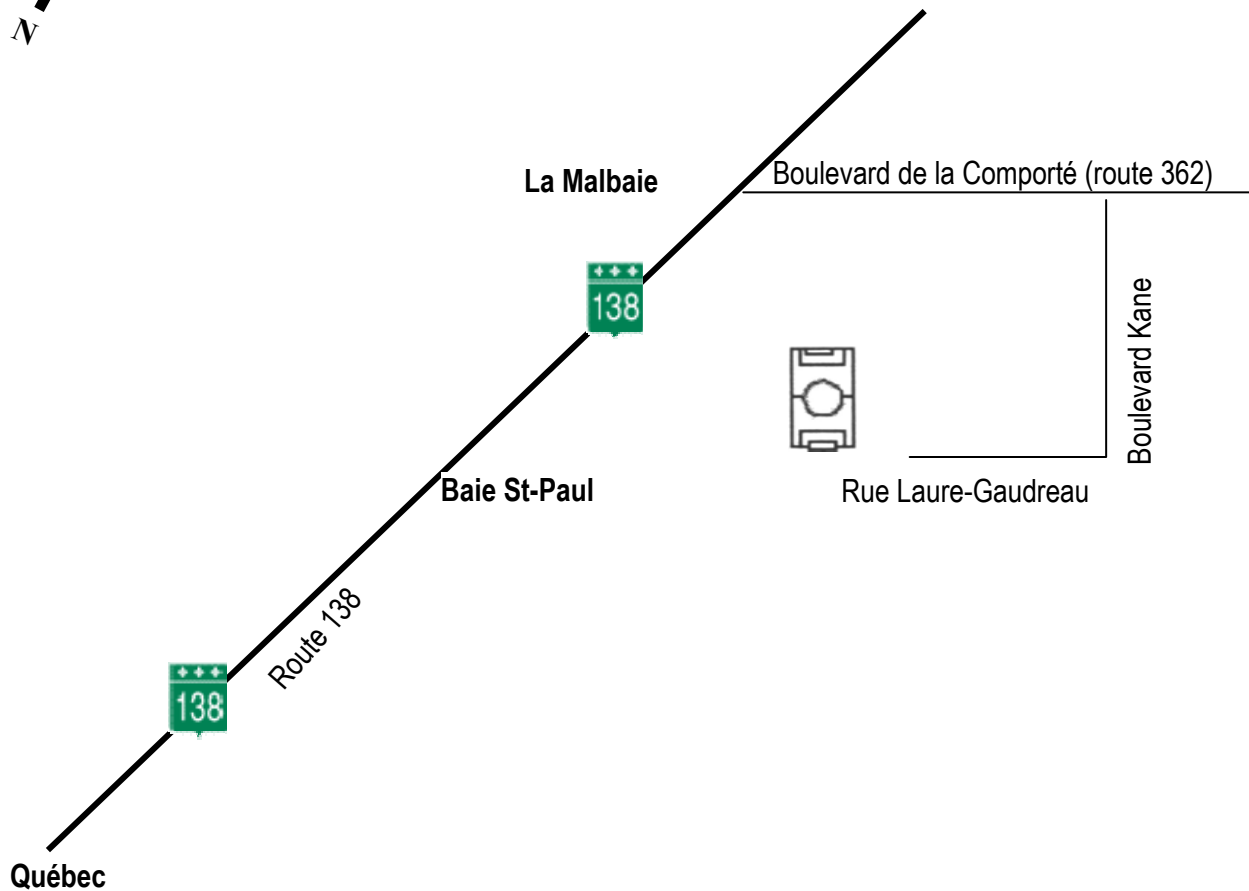 N
La Malbaie
Boulevard de la Comporté (route 362)
138
Boulevard Kane
Baie St-Paul
Rue Laure-Gaudreau
Route 138
138
Québec